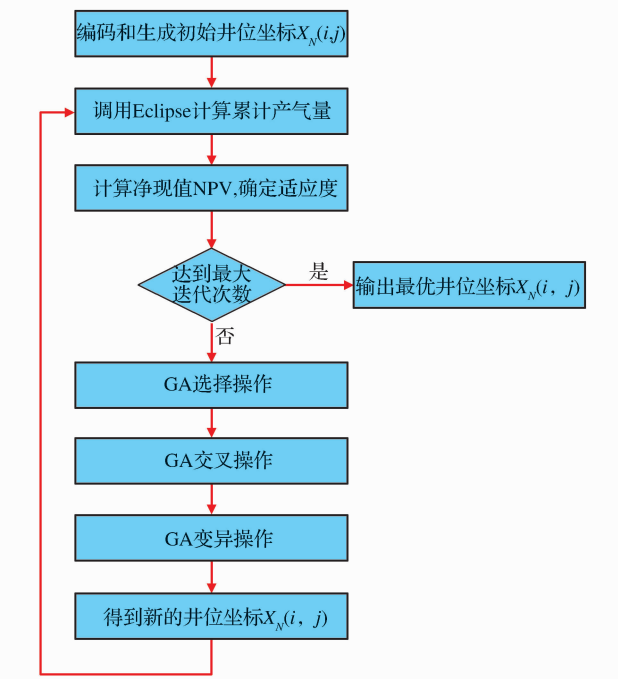 编码和生成初始井位坐标X_N(i,j)
调用Eclipse计算累计产气量
计算净现值NPV,确定适应度
达到最大
迭代次数
是
输出最优井位坐标X_N(i，j)
否
GA选择操作
GA交叉操作
GA变异操作
得到新的井位坐标X_N(i，j)